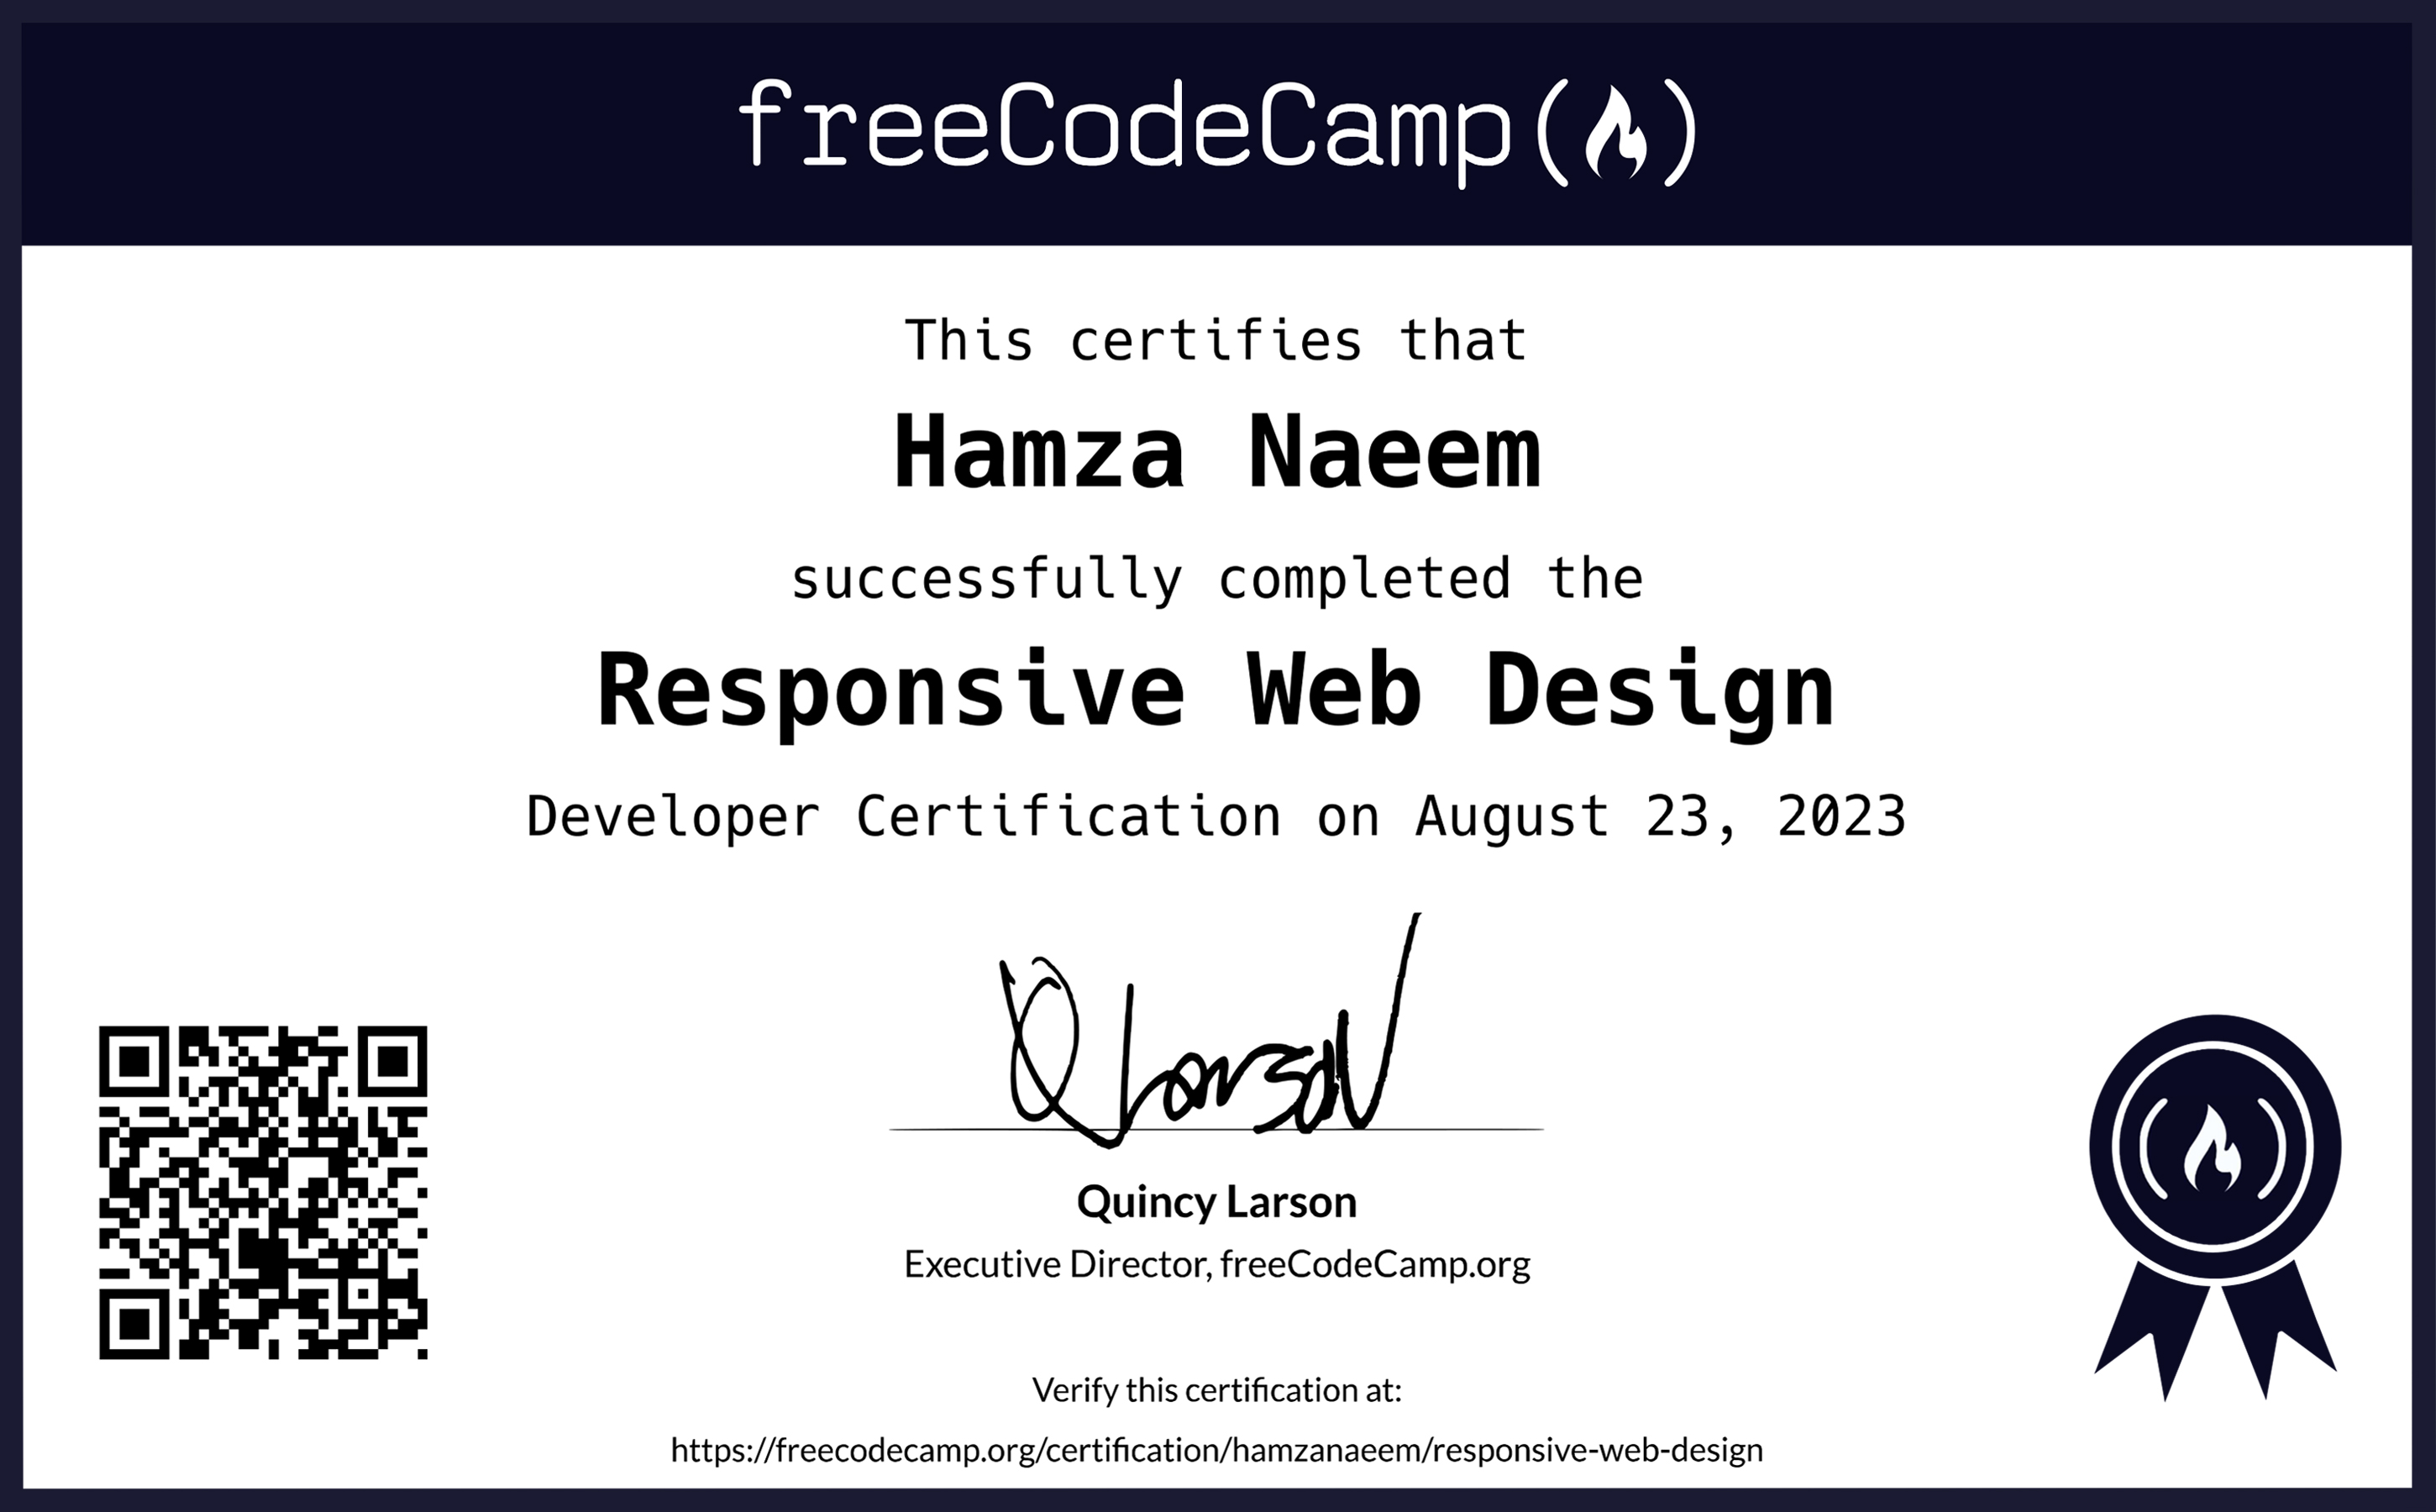 freeCodeCamp
This certifies that
Hamza Naeem
successfully completed the
Responsive Web Design
Developer Certification on August 23, 2023
Quincy Larson
Executive Director, freeCodeCamp.org
Verify this certification at:
https://freecodecamp.org/certification/hamzanaeem/responsive-web-design